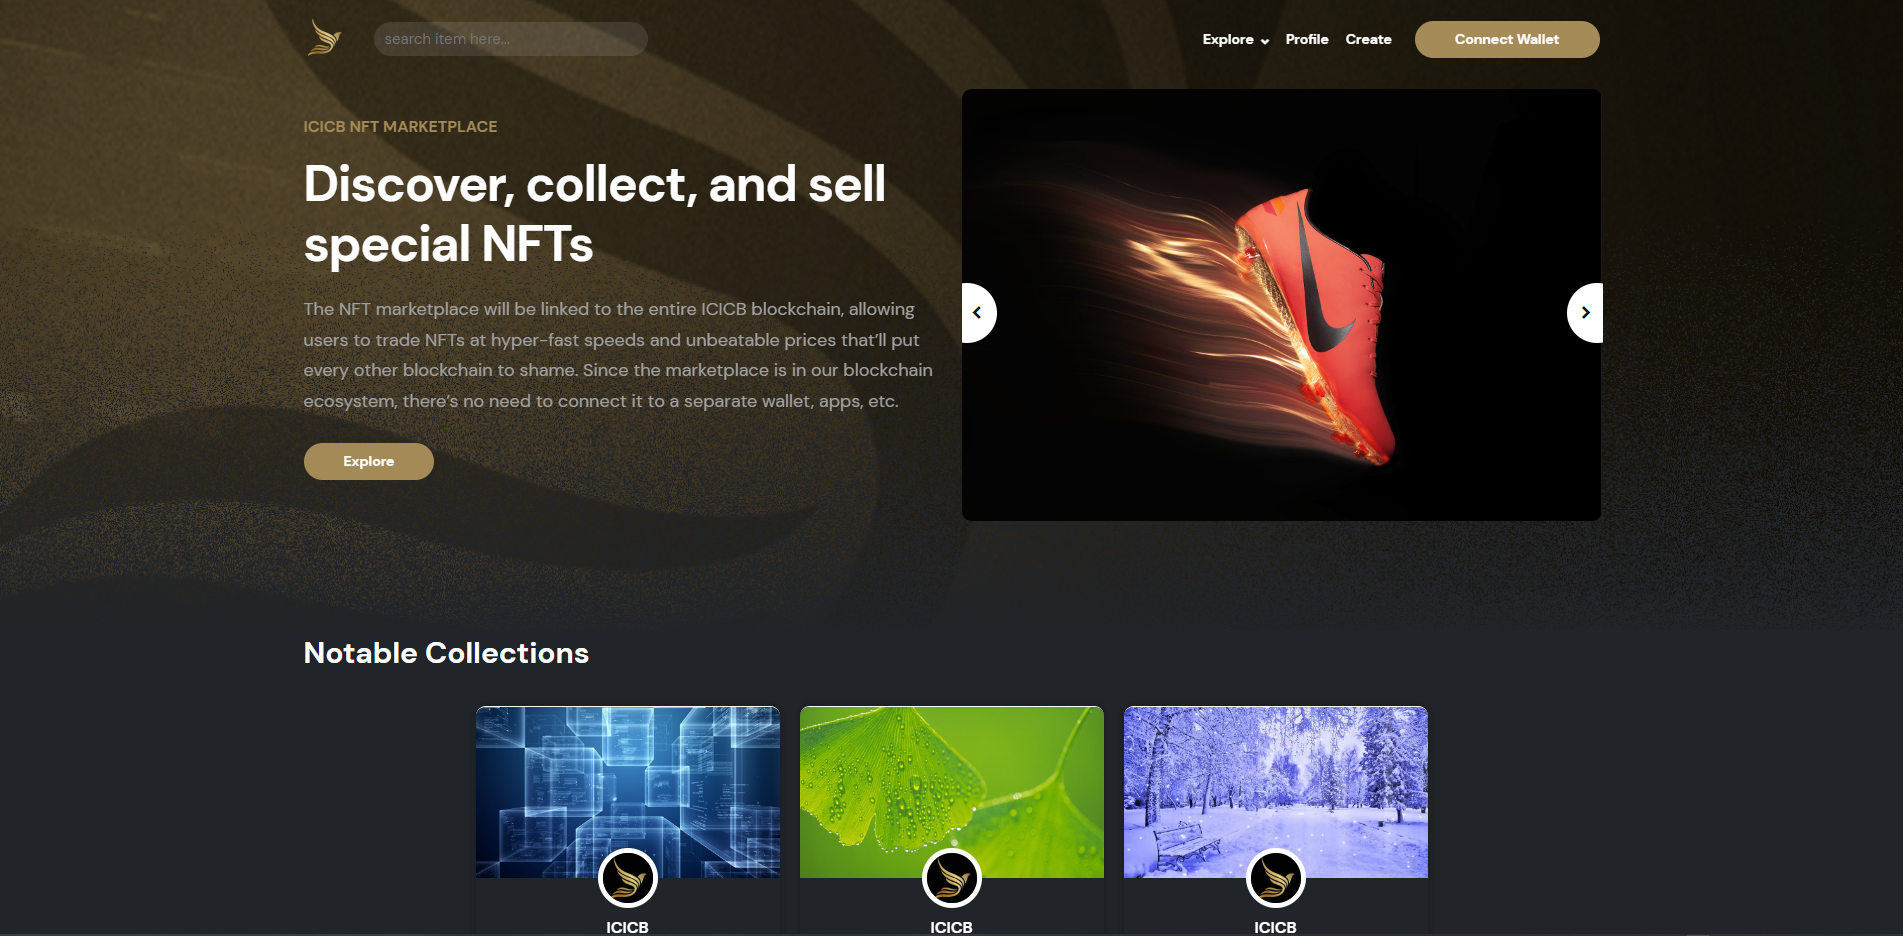 search item here...
Explore
Profile
Create
Connect Wallet
ICICB NFT MARKETPLACE
Discover, collect, and sell
special NFTs
The NFT marketplace will be linked to the entire ICICB blockchain, allowing
users to trade NFTs at hyper-fast speeds and unbeatable prices that’ll put
every other blockchain to shame. Since the marketplace is in our blockchain
ecosystem, there’s no need to connect it to a separate wallet, apps, etc.
Explore
Notable Collections
ICICB
ICICB
ICICB